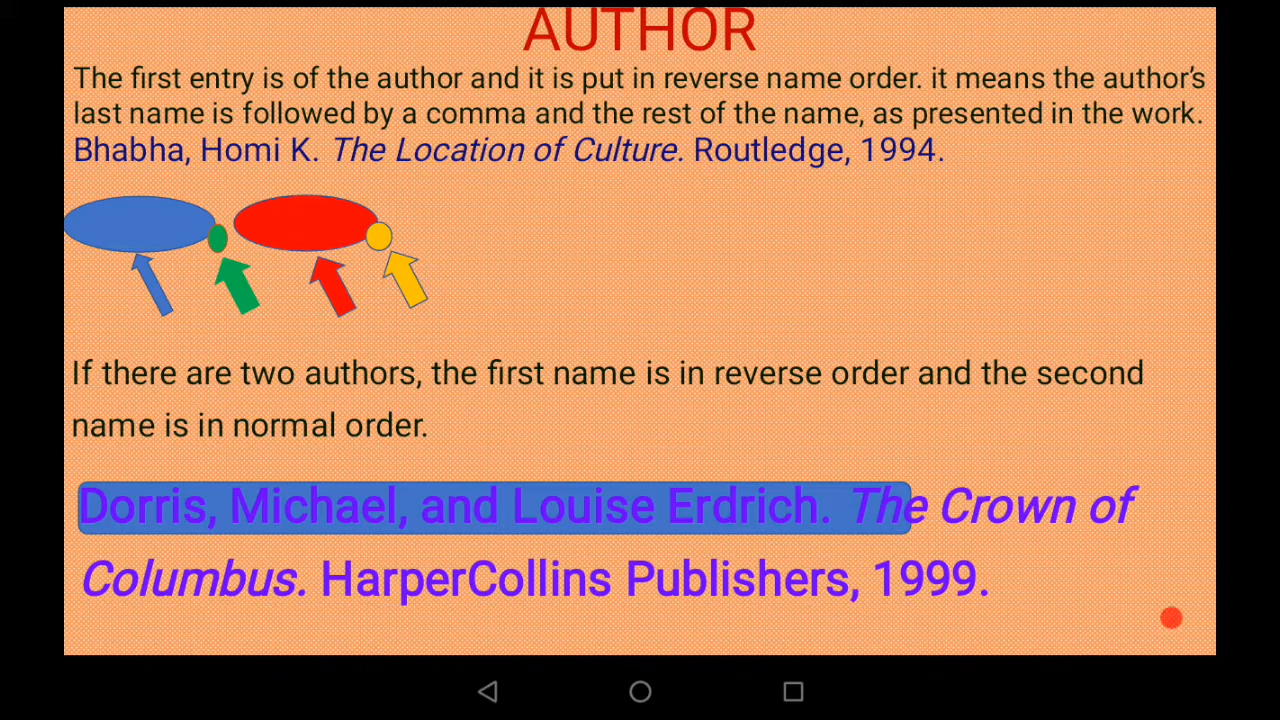 AUTHOR
The first entry is of the author and it is put in reverse name order. it means the author's
last name is followed by a comma and the rest of the name, as presented in the work.
Bhabha, Homi K. The Location of Culture. Routledge, 1994.
If there are two authors, the first name is in reverse order and the second
name is in normal order.
Dorris, Michael, and Louise Erdrich. The Crown of
Columbus. HarperCollins Publishers, 1999.